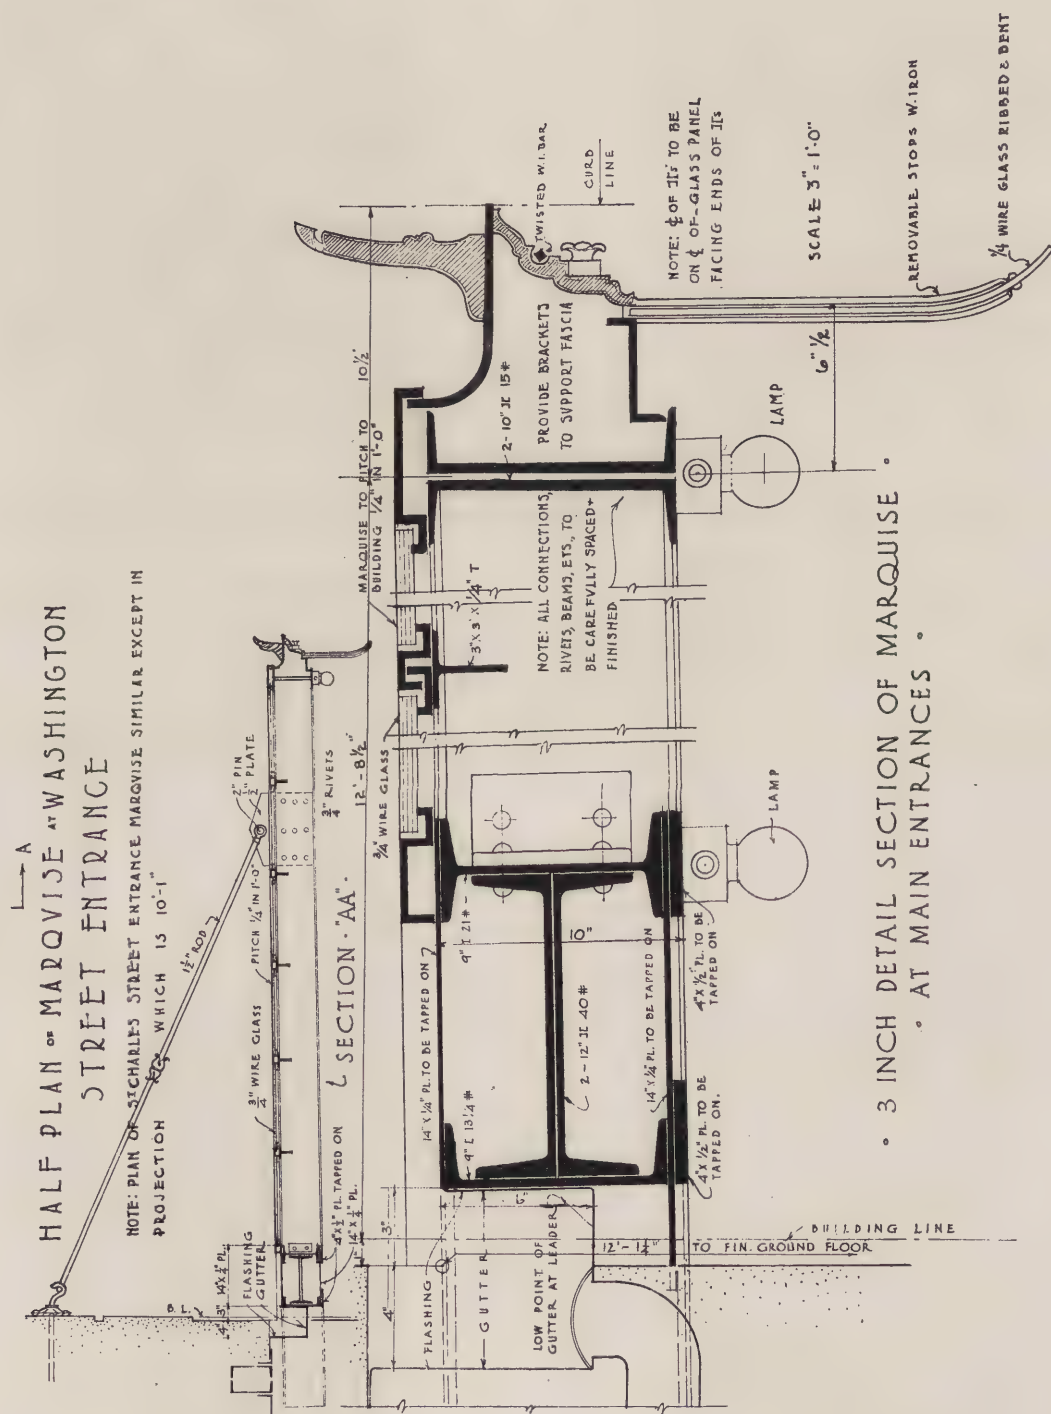 A
HALF PLAN OF MARQVISE AT WASHINGTON
STREET ENTRANCE
NOTE: PLAN OF ST CHARLES STREET ENTRANCE MARQVISE SIMILAR EXCEPT IN
PROJECTION WHICH IS 10'-1"
1½" ROD
2" PIN
½" PLATE
¾" WIRE GLASS
PITCH ¼" IN 1'-0"
¾" RIVETS
B.L.
4" 3" 14"X¼" PL.
FLASHING
GUTTER
4"X½" PL. TAPPED ON
14"X¼" PL.
SECTION "AA"
12'-8½"
10½"
MARQUISE TO PITCH TO
BUILDING ¼" IN 1'-0"
¾" WIRE GLASS
3"X3"X¼" T
2-10" ][ 15#
PROVIDE BRACKETS
TO SUPPORT FASCIA
TWISTED W.I. BAR
CURB
LINE
NOTE: ℄ OF ][s TO BE
ON ℄ OF-GLASS PANEL
FACING ENDS OF ][s
SCALE 3" = 1'-0"
REMOVABLE STOPS W. IRON
¼ WIRE GLASS RIBBED & BENT
6" ½
LAMP
NOTE: ALL CONNECTIONS,
RIVETS, BEAMS, ETS., TO
BE CAREFVLLY SPACED+
FINISHED
14"X¼" PL. TO BE TAPPED ON
9" I 21#
10"
9" [ 13¼#
2-12" ][ 40#
14"X¼" PL. TO BE TAPPED ON
4"X½" PL. TO BE
TAPPED ON
LAMP
4"X½" PL. TO BE
TAPPED ON.
4"
3"
6"
FLASHING
GUTTER
LOW POINT OF
GUTTER AT LEADER
BUILDING LINE
TO FIN. GROUND FLOOR
3 INCH DETAIL SECTION OF MARQUISE
AT MAIN ENTRANCES